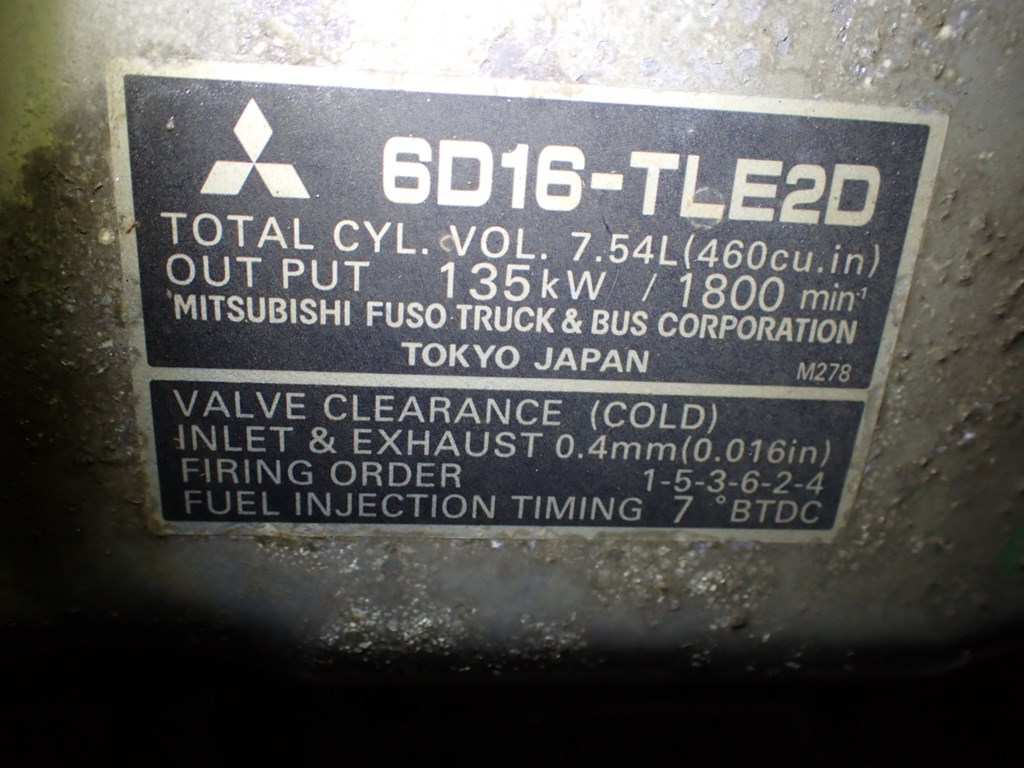 6D16-TLE2D
TOTAL CYL. VOL. 7.54L(460cu.in)
OUT PUT 135kW / 1800 min⁻¹
MITSUBISHI FUSO TRUCK & BUS CORPORATION
TOKYO JAPAN M278
VALVE CLEARANCE (COLD)
INLET & EXHAUST 0.4mm(0.016in)
FIRING ORDER 1-5-3-6-2-4
FUEL INJECTION TIMING 7 °BTDC